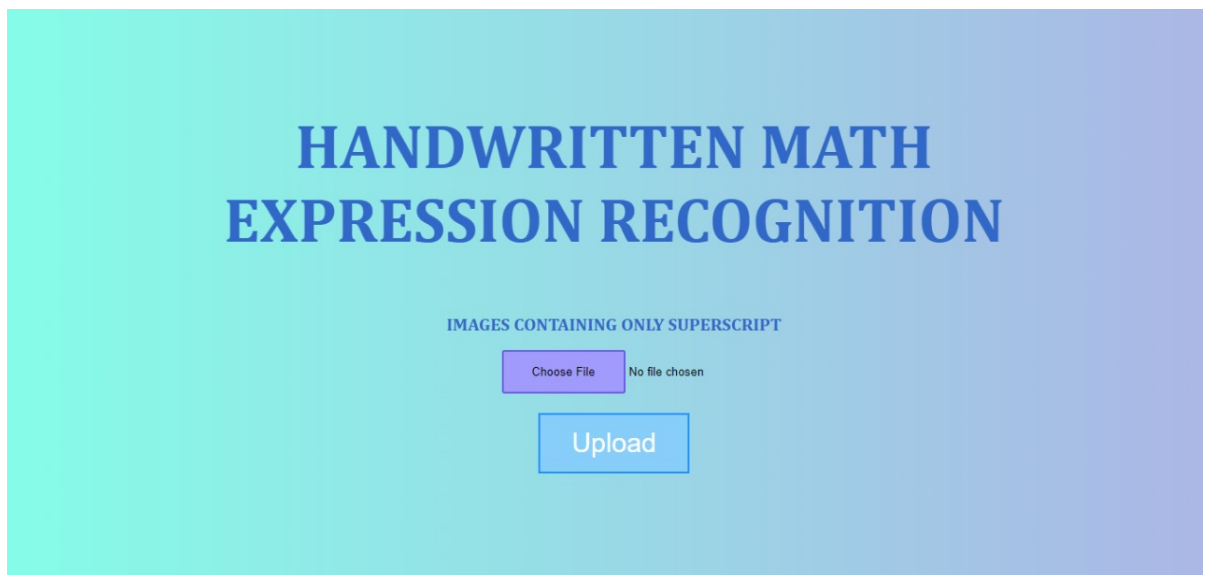 HANDWRITTEN MATH
EXPRESSION RECOGNITION
IMAGES CONTAINING ONLY SUPERSCRIPT
Choose File No file chosen
Upload